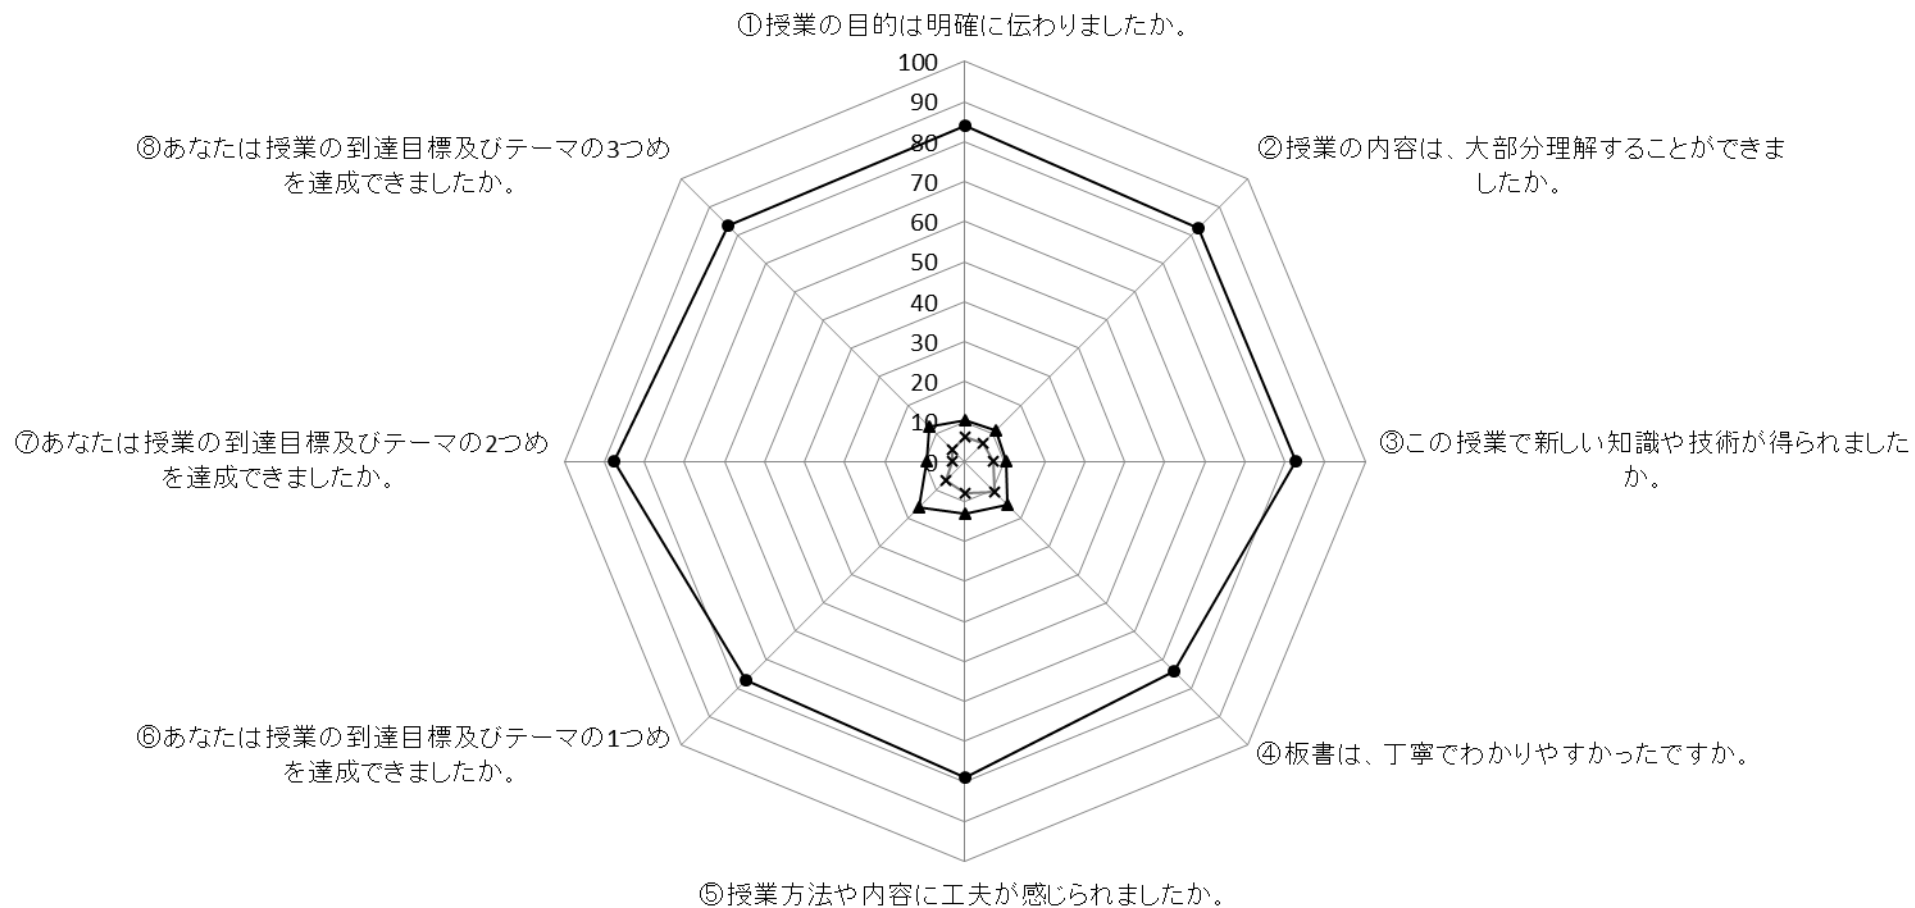 ①授業の目的は明確に伝わりましたか。
100
90
80
70
60
50
40
30
20
10
0
②授業の内容は、大部分理解することができま
したか。
③この授業で新しい知識や技術が得られました
か。
④板書は、丁寧でわかりやすかったですか。
⑤授業方法や内容に工夫が感じられましたか。
⑥あなたは授業の到達目標及びテーマの1つめ
を達成できましたか。
⑦あなたは授業の到達目標及びテーマの2つめ
を達成できましたか。
⑧あなたは授業の到達目標及びテーマの3つめ
を達成できましたか。